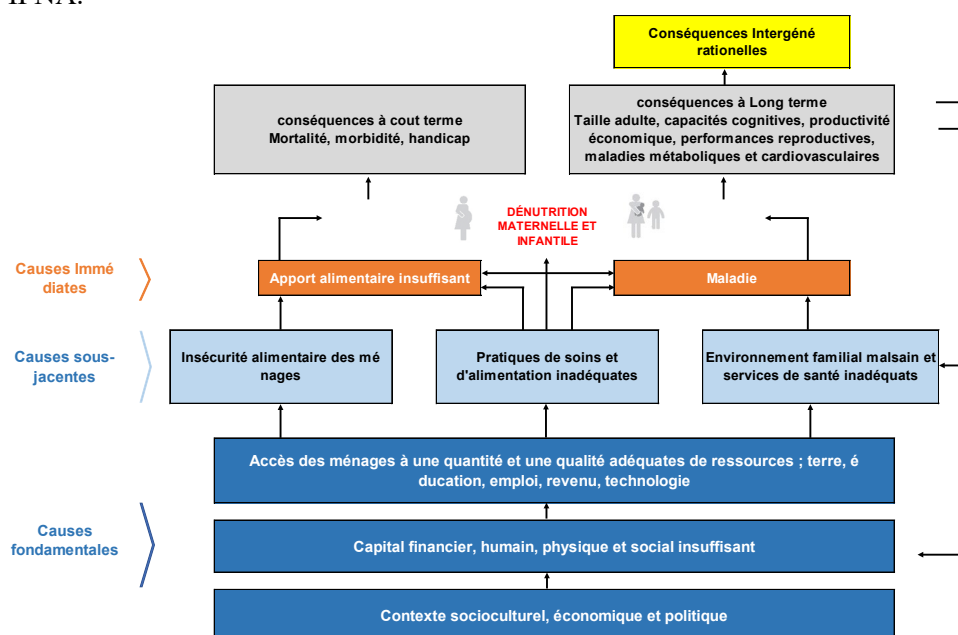 IPNA.
Conséquences Intergéné
rationelles
conséquences à cout terme
Mortalité, morbidité, handicap
conséquences à Long terme
Taille adulte, capacités cognitives, productivité
économique, performances reproductives,
maladies métaboliques et cardiovasculaires
DÉNUTRITION
MATERNELLE ET
INFANTILE
Causes Immé
diates
Apport alimentaire insuffisant
Maladie
Causes sous-
jacentes
Insécurité alimentaire des mé
nages
Pratiques de soins et
d'alimentation inadéquates
Environnement familial malsain et
services de santé inadéquats
Accès des ménages à une quantité et une qualité adéquates de ressources ; terre, é
ducation, emploi, revenu, technologie
Causes
fondamentales
Capital financier, humain, physique et social insuffisant
Contexte socioculturel, économique et politique